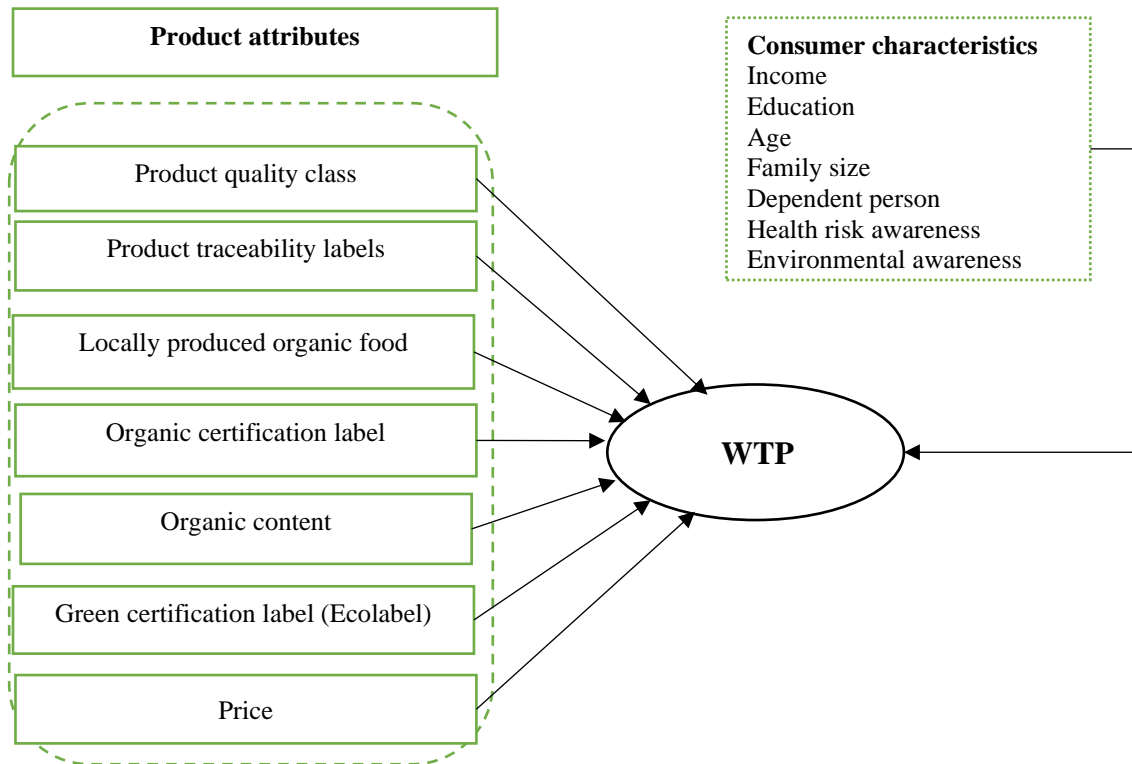 Product attributes
Product quality class
Product traceability labels
Locally produced organic food
Organic certification label
Organic content
Green certification label (Ecolabel)
Price
WTP
Consumer characteristics
Income
Education
Age
Family size
Dependent person
Health risk awareness
Environmental awareness